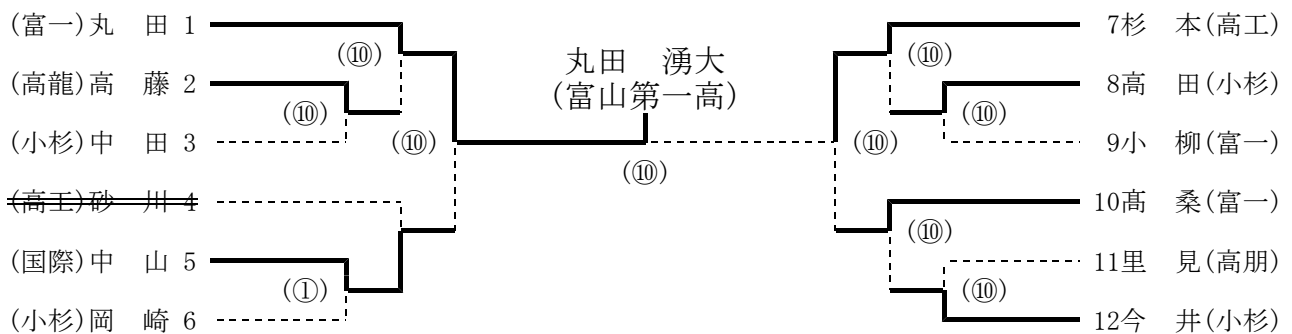 (富一)丸　田 1
(高龍)高　藤 2
(小杉)中　田 3
(高工)砂　川 4
(国際)中　山 5
(小杉)岡　崎 6
(⑩)
(⑩)
(⑩)
(①)
丸田　湧大
(富山第一高)
(⑩)
7杉　本(高工)
8高　田(小杉)
9小　柳(富一)
10髙　桑(富一)
11里　見(高朋)
12今　井(小杉)
(⑩)
(⑩)
(⑩)
(⑩)
(⑩)